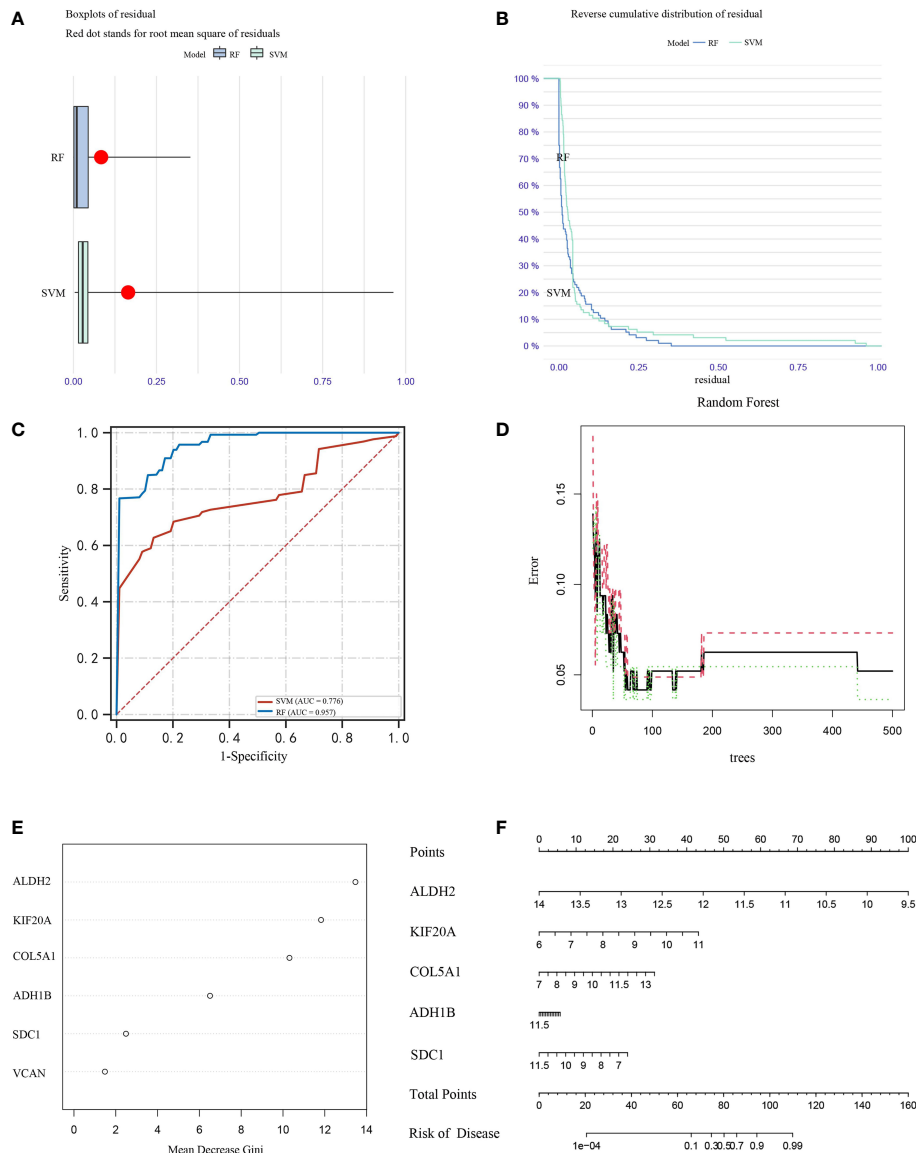 A
Boxplots of residual
Red dot stands for root mean square of residuals
Model RF SVM
RF
SVM
0.00 0.25 0.50 0.75 1.00
B
Reverse cumulative distribution of residual
Model RF SVM
100 %
90 %
80 %
70 %
60 %
50 %
40 %
30 %
20 %
10 %
0 %
RF
SVM
0.00 0.25 0.50 0.75 1.00
residual
C
1.0
0.8
0.6
0.4
0.2
0.0
Sensitivity
SVM (AUC = 0.776)
RF (AUC = 0.957)
0.0 0.2 0.4 0.6 0.8 1.0
1-Specificity
D
Random Forest
0.15
0.10
0.05
Error
0 100 200 300 400 500
trees
E
ALDH2
KIF20A
COL5A1
ADH1B
SDC1
VCAN
0 2 4 6 8 10 12 14
Mean Decrease Gini
F
0 10 20 30 40 50 60 70 80 90 100
Points
ALDH2
14 13.5 13 12.5 12 11.5 11 10.5 10 9.5
KIF20A
6 7 8 9 10 11
COL5A1
7 8 9 10 11.5 13
ADH1B
11.5
SDC1
11.5 10 9 8 7
Total Points
0 20 40 60 80 100 120 140 160
Risk of Disease
1e-04 0.1 0.3 0.5 0.7 0.9 0.99